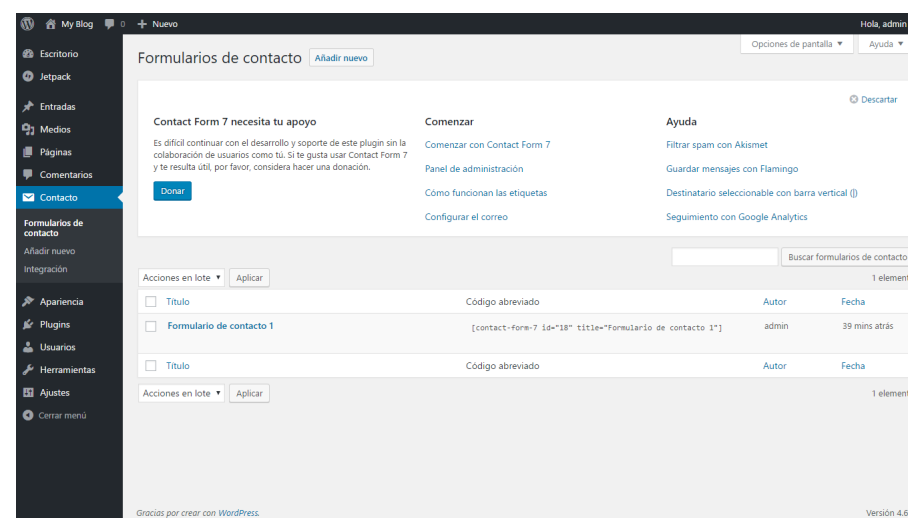 My Blog 0 + Nuevo Hola, admin
Escritorio
Jetpack
Entradas
Medios
Páginas
Comentarios
Contacto
Formularios de
contacto
Añadir nuevo
Integración
Apariencia
Plugins
Usuarios
Herramientas
Ajustes
Cerrar menú
Opciones de pantalla ▼ Ayuda ▼
Formularios de contacto Añadir nuevo
Descartar
Contact Form 7 necesita tu apoyo
Es difícil continuar con el desarrollo y soporte de este plugin sin la
colaboración de usuarios como tú. Si te gusta usar Contact Form 7
y te resulta útil, por favor, considera hacer una donación.
Donar
Comenzar
Comenzar con Contact Form 7
Panel de administración
Cómo funcionan las etiquetas
Configurar el correo
Ayuda
Filtrar spam con Akismet
Guardar mensajes con Flamingo
Destinatario seleccionable con barra vertical (|)
Seguimiento con Google Analytics
Buscar formularios de contacto
Acciones en lote ▼ Aplicar 1 element
Título Código abreviado Autor Fecha
Formulario de contacto 1 [contact-form-7 id="18" title="Formulario de contacto 1"] admin 39 mins atrás
Título Código abreviado Autor Fecha
Acciones en lote ▼ Aplicar 1 element
Gracias por crear con WordPress. Versión 4.6